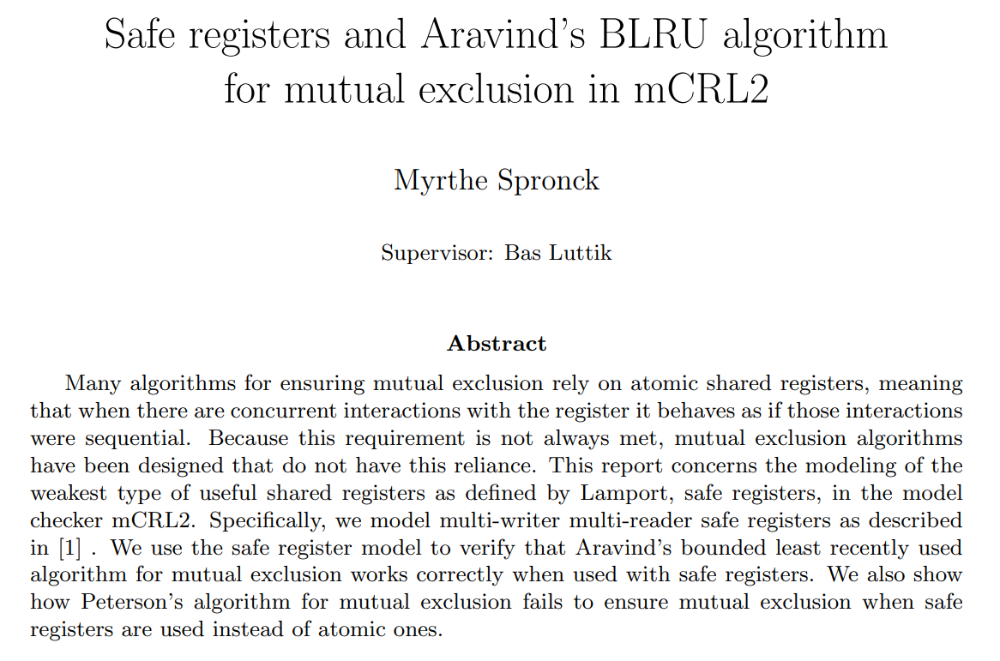 Safe registers and Aravind's BLRU algorithm
for mutual exclusion in mCRL2
Myrthe Spronck
Supervisor: Bas Luttik
Abstract
Many algorithms for ensuring mutual exclusion rely on atomic shared registers, meaning
that when there are concurrent interactions with the register it behaves as if those interactions
were sequential. Because this requirement is not always met, mutual exclusion algorithms
have been designed that do not have this reliance. This report concerns the modeling of the
weakest type of useful shared registers as defined by Lamport, safe registers, in the model
checker mCRL2. Specifically, we model multi-writer multi-reader safe registers as described
in [1] . We use the safe register model to verify that Aravind's bounded least recently used
algorithm for mutual exclusion works correctly when used with safe registers. We also show
how Peterson's algorithm for mutual exclusion fails to ensure mutual exclusion when safe
registers are used instead of atomic ones.